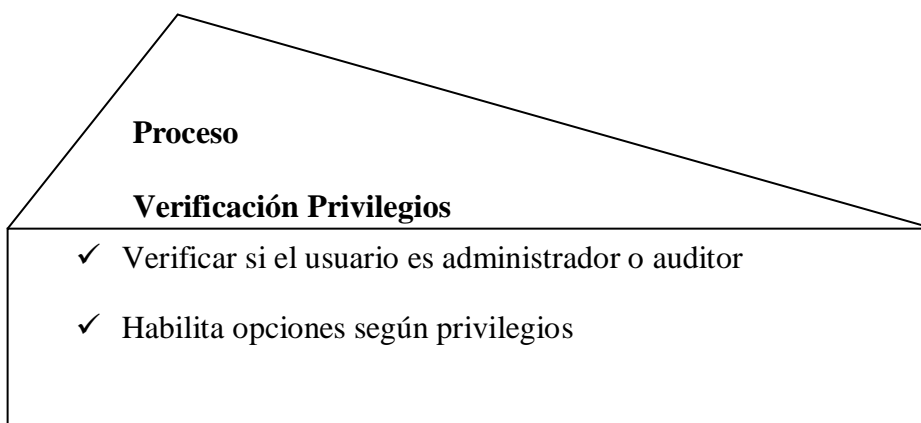 Proceso
Verificación Privilegios
✓ Verificar si el usuario es administrador o auditor
✓ Habilita opciones según privilegios